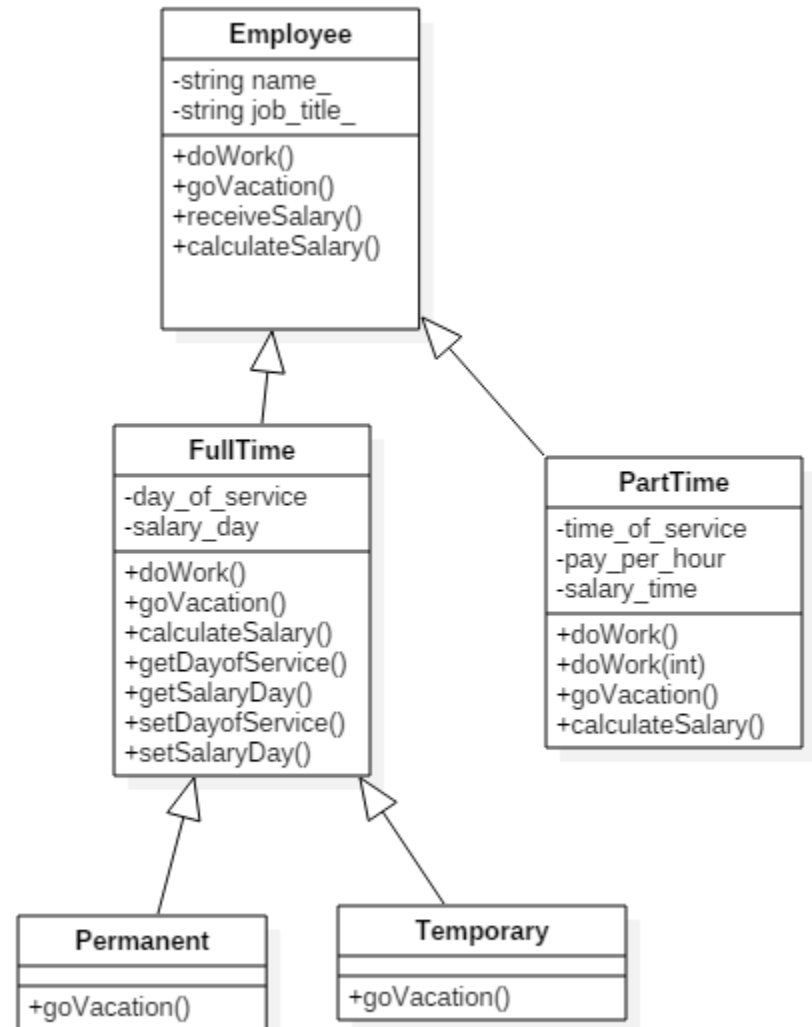 Employee
-string name_
-string job_title_
+doWork()
+goVacation()
+receiveSalary()
+calculateSalary()
FullTime
-day_of_service
-salary_day
+doWork()
+goVacation()
+calculateSalary()
+getDayofService()
+getSalaryDay()
+setDayofService()
+setSalaryDay()
PartTime
-time_of_service
-pay_per_hour
-salary_time
+doWork()
+doWork(int)
+goVacation()
+calculateSalary()
Permanent
+goVacation()
Temporary
+goVacation()